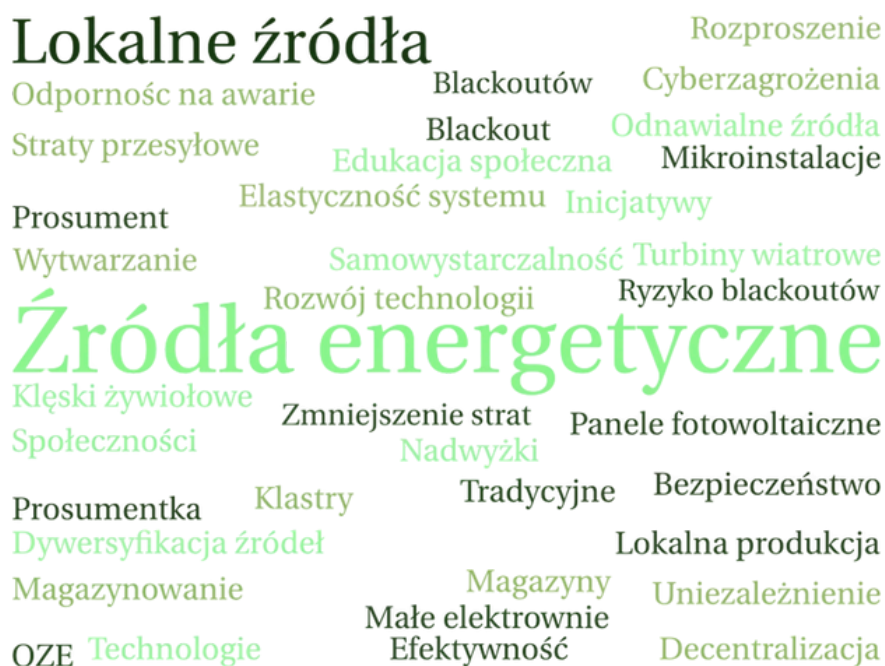 Lokalne źródła
Rozproszenie
Odpornośc na awarie
Blackoutów
Cyberzagrożenia
Straty przesyłowe
Blackout
Odnawialne źródła
Edukacja społeczna
Mikroinstalacje
Prosument
Elastyczność systemu
Inicjatywy
Wytwarzanie
Samowystarczalność
Turbiny wiatrowe
Rozwój technologii
Ryzyko blackoutów
Źródła energetyczne
Klęski żywiołowe
Zmniejszenie strat
Panele fotowoltaiczne
Społeczności
Nadwyżki
Prosumentka
Klastry
Tradycyjne
Bezpieczeństwo
Dywersyfikacja źródeł
Lokalna produkcja
Magazynowanie
Magazyny
Uniezależnienie
Małe elektrownie
OZE
Technologie
Efektywność
Decentralizacja